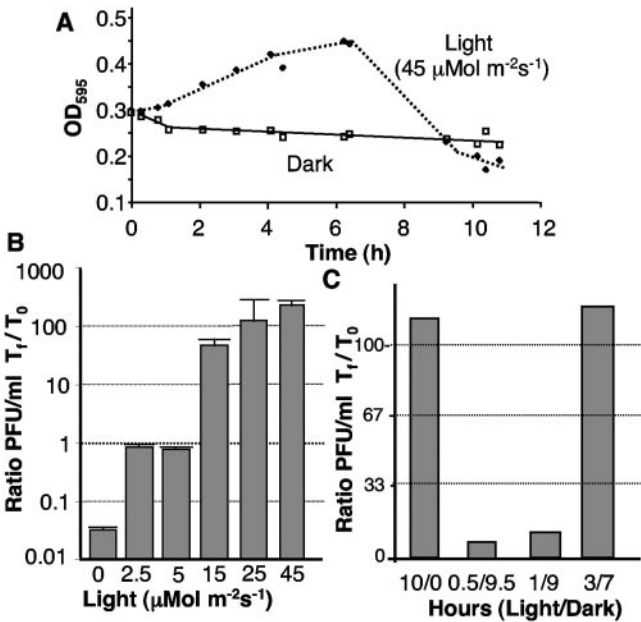 A
0.5
0.4
0.3
0.2
0.1
OD595
Light
(45 μMol m-2s-1)
Dark
0 2 4 6 8 10 12
Time (h)
B
1000
100
10
1
0.1
0.01
Ratio PFU/ml Tf / T0
0 2.5 5 15 25 45
Light (μMol m-2s-1)
C
100
67
33
0
Ratio PFU/ml Tf / T0
10/0 0.5/9.5 1/9 3/7
Hours (Light/Dark)